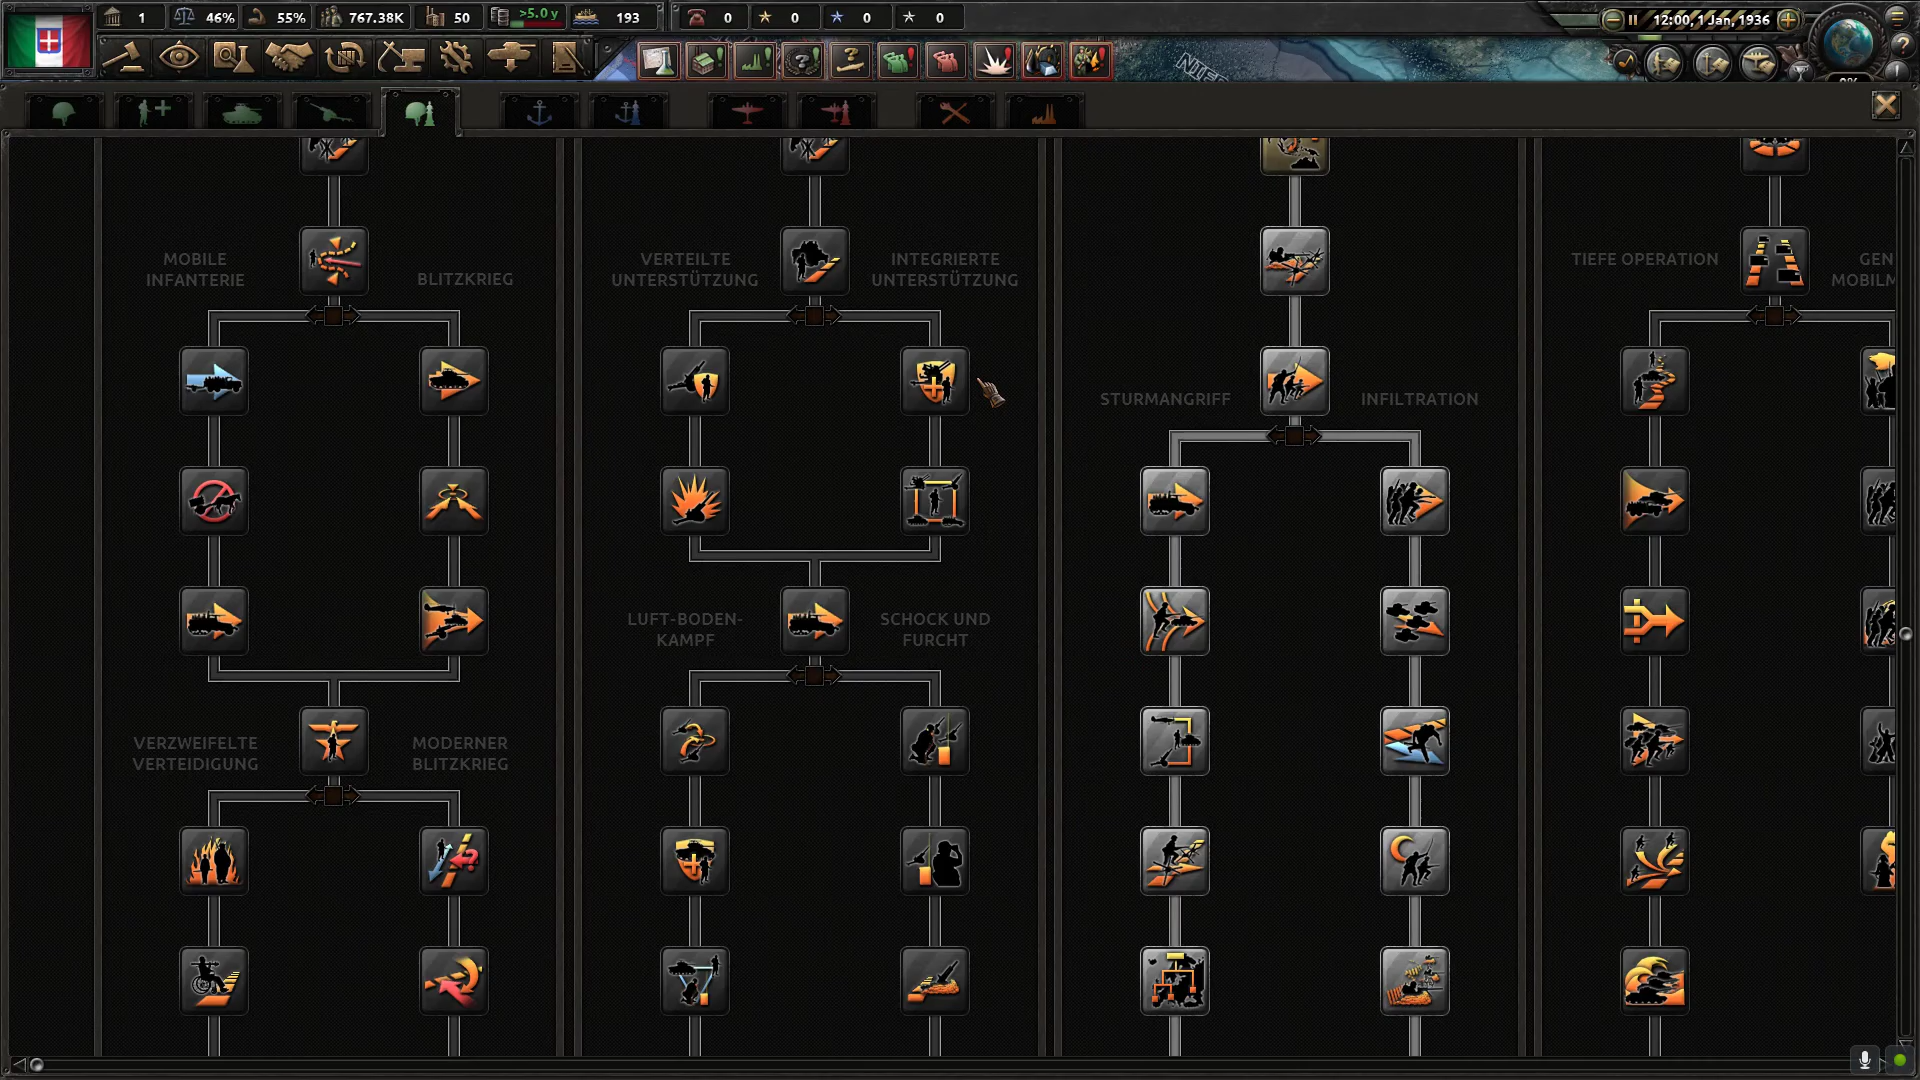 1 46% 55% 767.38K 50 >5.0 y 193 0 0 0 0 12:00, 1 Jan, 1936
MOBILE
INFANTERIE
BLITZKRIEG
VERTEILTE
UNTERSTÜTZUNG
INTEGRIERTE
UNTERSTÜTZUNG
TIEFE OPERATION
GEN
MOBILM
STURMANGRIFF
INFILTRATION
LUFT-BODEN-
KAMPF
SCHOCK UND
FURCHT
VERZWEIFELTE
VERTEIDIGUNG
MODERNER
BLITZKRIEG